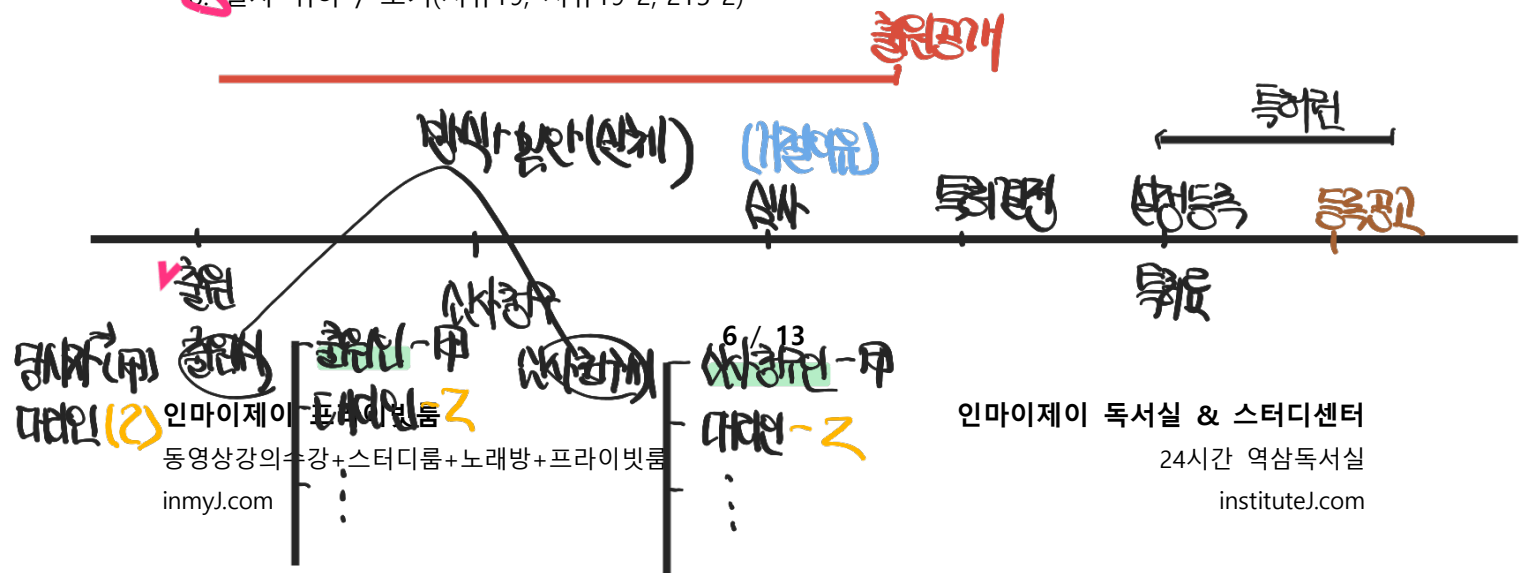 출원공개
특허권
방식 불인 (실체)
(거절이유)
심사
특허결정
설정등록
등록공고
출원
심사청구
특허료
당사자 (甲)
출원서
출원인 - 甲
심사청구서
6 / 13
심사청구인 - 甲
대리인 (乙)
인마이제이 프라이빗룸
대리인 - 乙
대리인 - 乙
인마이제이 독서실 & 스터디센터
동영상강의수강+스터디룸+노래방+프라이빗룸
24시간 역삼독서실
inmyJ.com
instituteJ.com